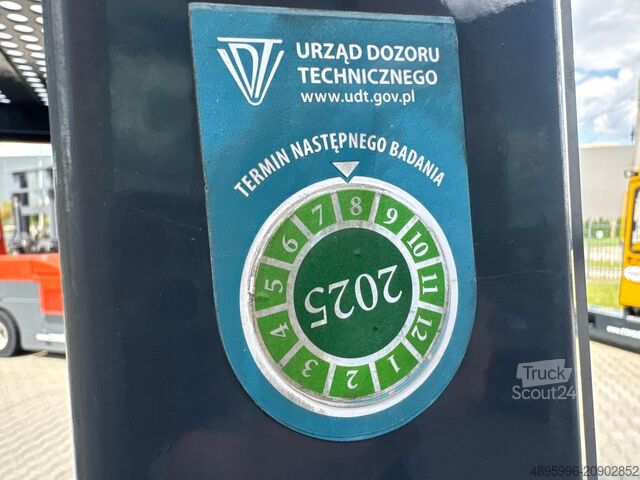 URZĄD DOZORU
TECHNICZNEGO
www.udt.gov.pl
TERMIN NASTĘPNEGO BADANIA
8
9
10
11
12
1
2
3
4
5
6
7
2025
Truck
Scout24
4895996-20902852